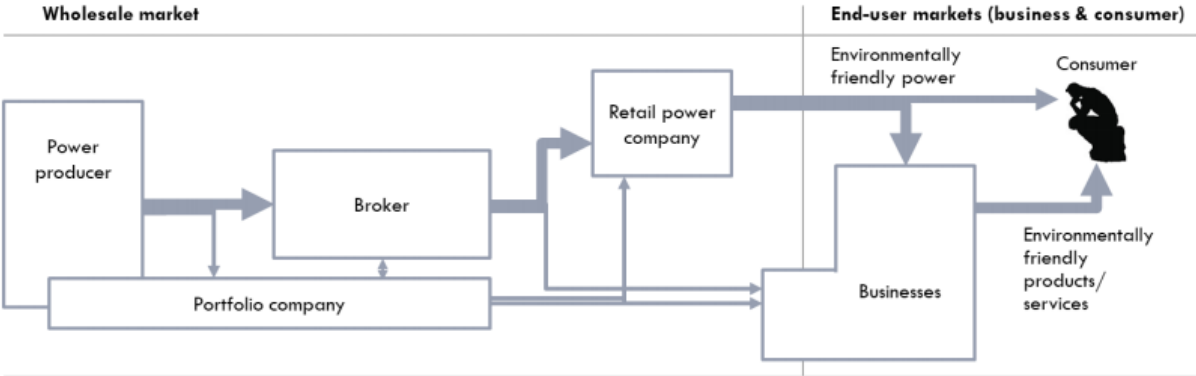 Wholesale market
End-user markets (business & consumer)
Environmentally
friendly power
Consumer
Retail power
company
Power
producer
Broker
Portfolio company
Businesses
Environmentally
friendly
products/
services